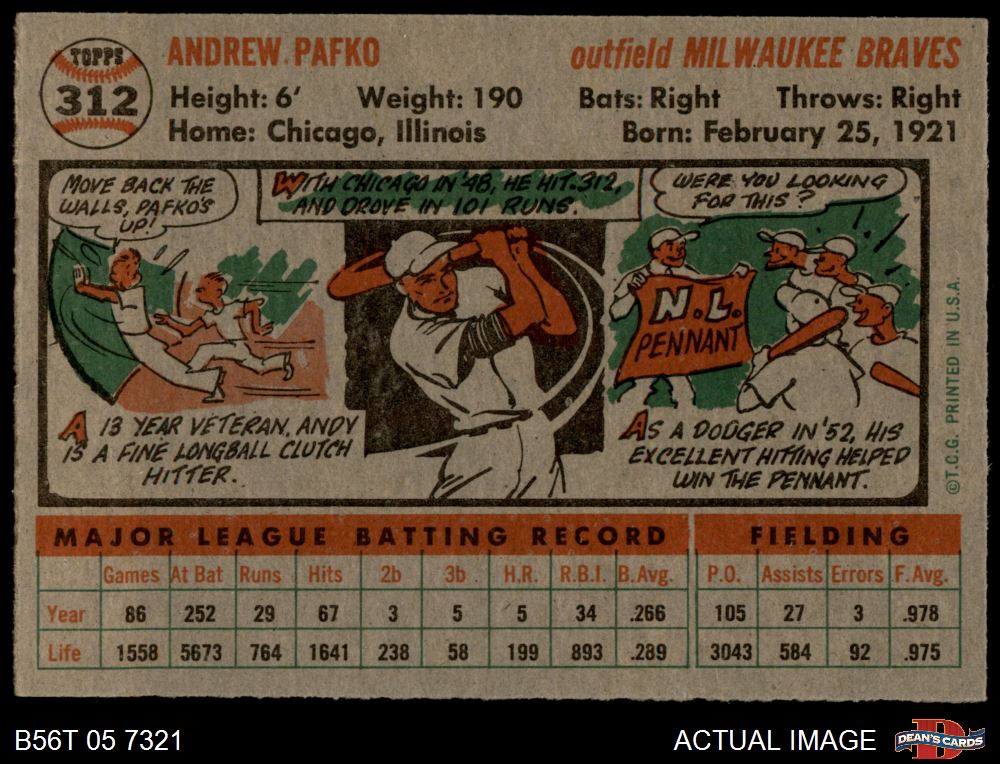 TOPPS
312
ANDREW PAFKO
outfield MILWAUKEE BRAVES
Height: 6' Weight: 190 Bats: Right Throws: Right
Home: Chicago, Illinois Born: February 25, 1921
MOVE BACK THE
WALLS, PAFKO'S
UP!
WITH CHICAGO IN '48, HE HIT .312,
AND DROVE IN 101 RUNS.
WERE YOU LOOKING
FOR THIS?
N.L.
PENNANT
A 13 YEAR VETERAN, ANDY
IS A FINE LONGBALL CLUTCH
HITTER.
AS A DODGER IN '52, HIS
EXCELLENT HITTING HELPED
WIN THE PENNANT.
©T.C.G. PRINTED IN U.S.A.
MAJOR LEAGUE BATTING RECORD FIELDING
Games At Bat Runs Hits 2b 3b. H.R. R.B.I. B.Avg. P.O. Assists Errors F.Avg.
Year 86 252 29 67 3 5 5 34 .266 105 27 3 .978
Life 1558 5673 764 1641 238 58 199 893 .289 3043 584 92 .975
B56T 05 7321
ACTUAL IMAGE
D
DEAN'S CARDS